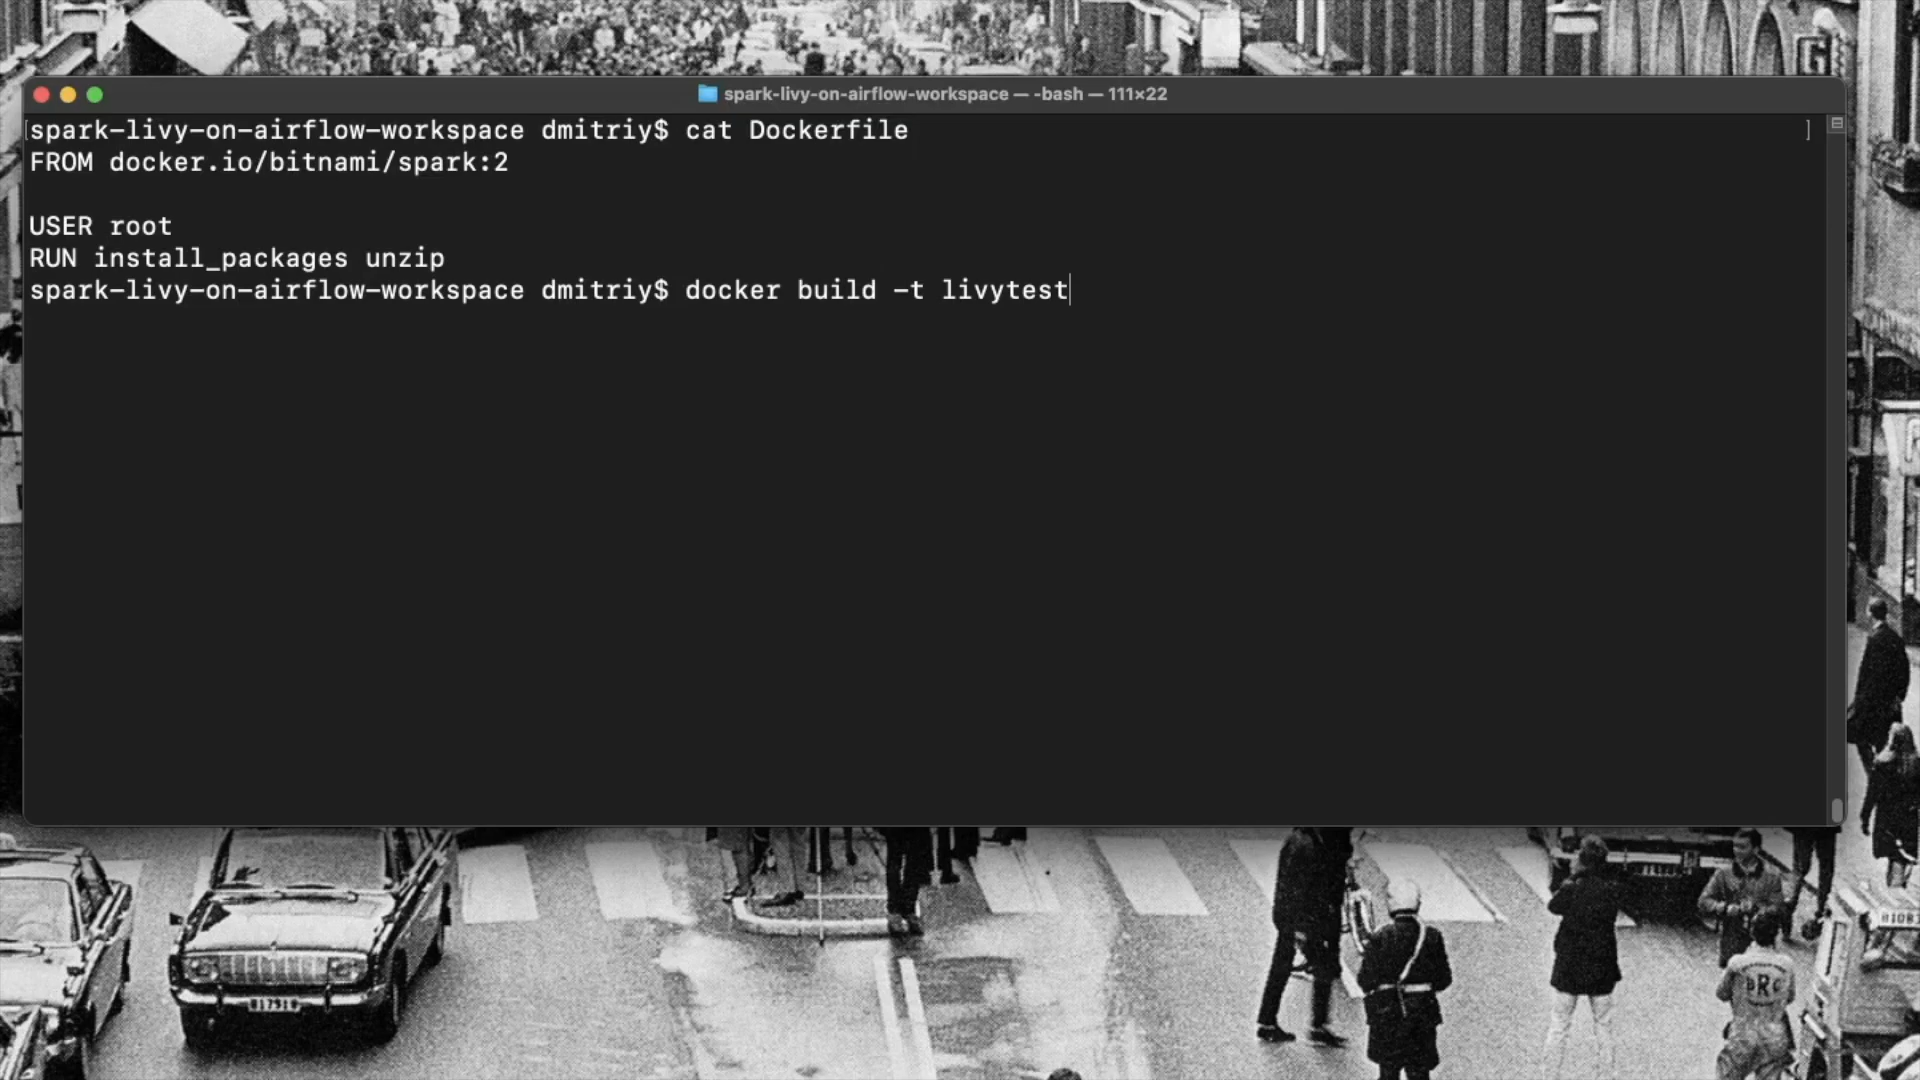 spark-livy-on-airflow-workspace — -bash — 111×22
[spark-livy-on-airflow-workspace dmitriy$ cat Dockerfile ]
FROM docker.io/bitnami/spark:2
USER root
RUN install_packages unzip
spark-livy-on-airflow-workspace dmitriy$ docker build -t livytest
BRC